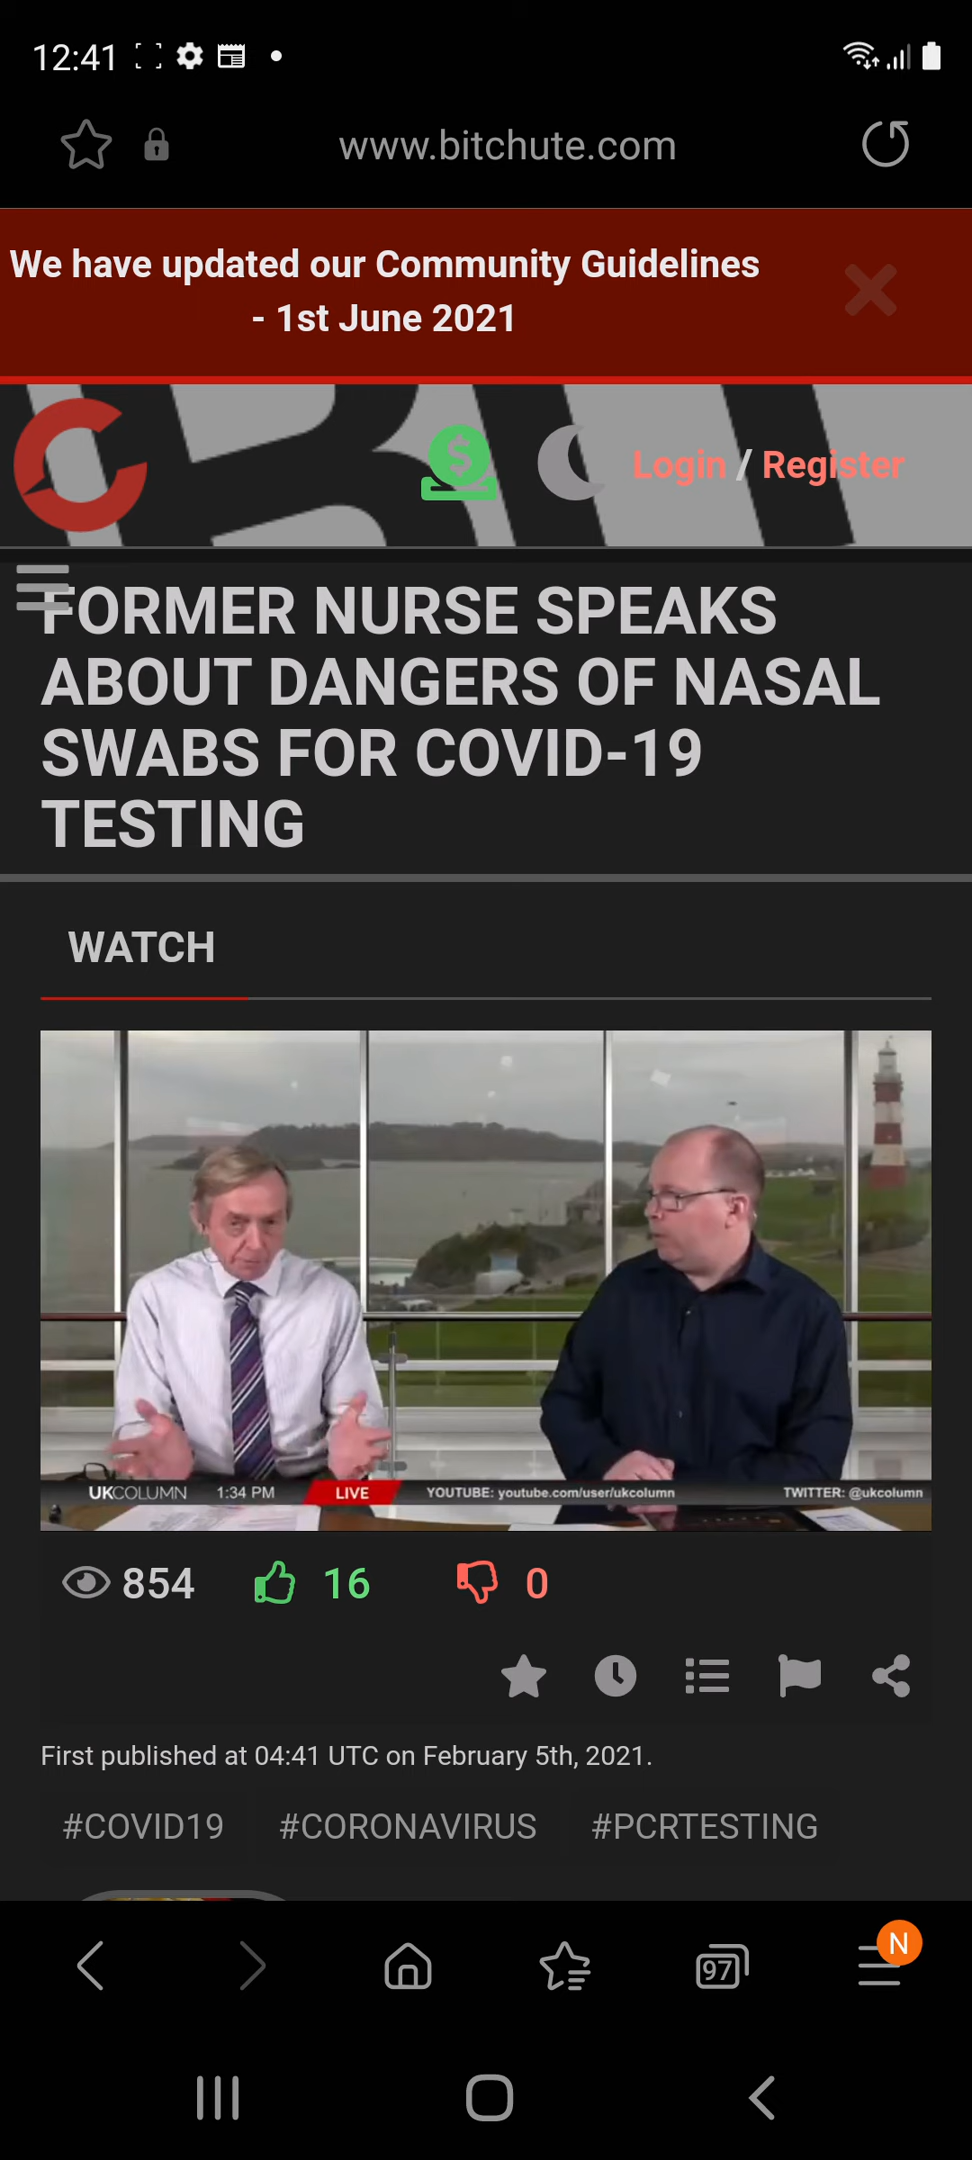 12:41
www.bitchute.com
We have updated our Community Guidelines
- 1st June 2021
Login / Register
FORMER NURSE SPEAKS
ABOUT DANGERS OF NASAL
SWABS FOR COVID-19
TESTING
WATCH
UKCOLUMN 1:34 PM LIVE YOUTUBE: youtube.com/user/ukcolumn TWITTER: @ukcolumn
854 16 0
First published at 04:41 UTC on February 5th, 2021.
#COVID19 #CORONAVIRUS #PCRTESTING
97 N